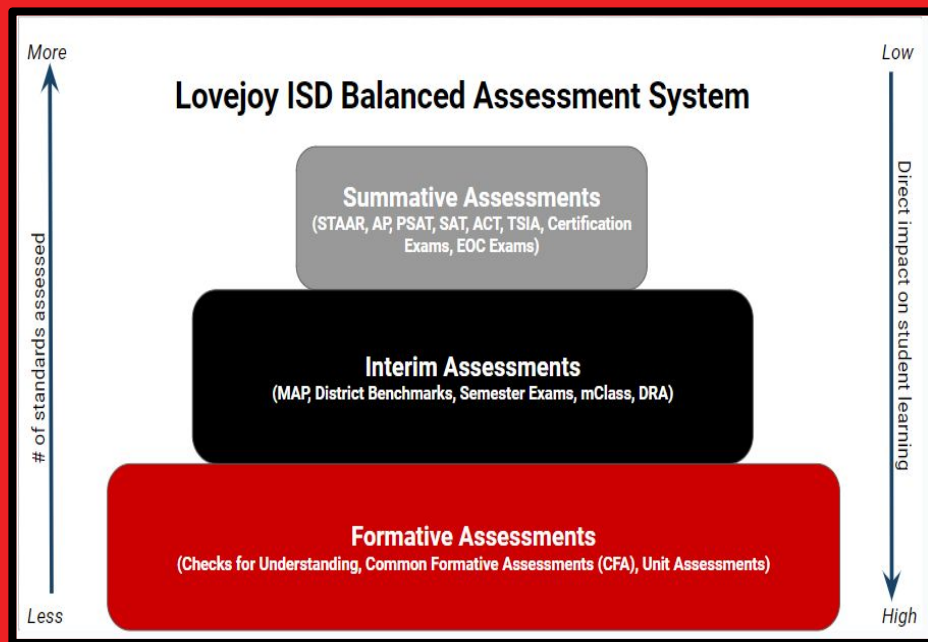 More
Low
Lovejoy ISD Balanced Assessment System
Summative Assessments
(STAAR, AP, PSAT, SAT, ACT, TSIA, Certification
Exams, EOC Exams)
Interim Assessments
(MAP, District Benchmarks, Semester Exams, mClass, DRA)
Formative Assessments
(Checks for Understanding, Common Formative Assessments (CFA), Unit Assessments)
# of standards assessed
Direct impact on student learning
Less
High